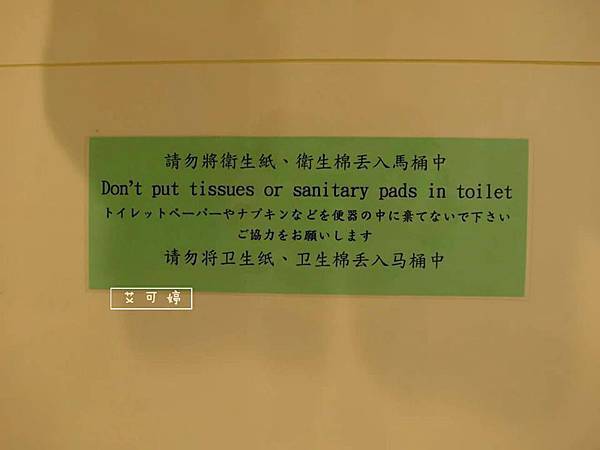 請勿將衛生紙、衛生棉丟入馬桶中
Don't put tissues or sanitary pads in toilet
トイレットペーパーやナプキンなどを便器の中に棄てないで下さい
ご協力をお願いします
请勿将卫生纸、卫生棉丢入马桶中
艾可婷